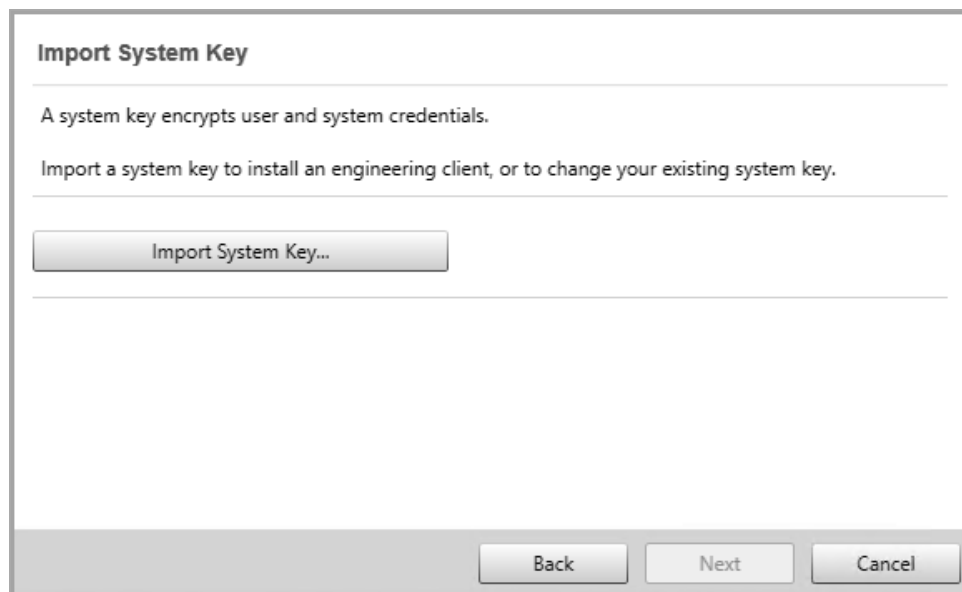 Import System Key
A system key encrypts user and system credentials.
Import a system key to install an engineering client, or to change your existing system key.
Import System Key...
Back Next Cancel